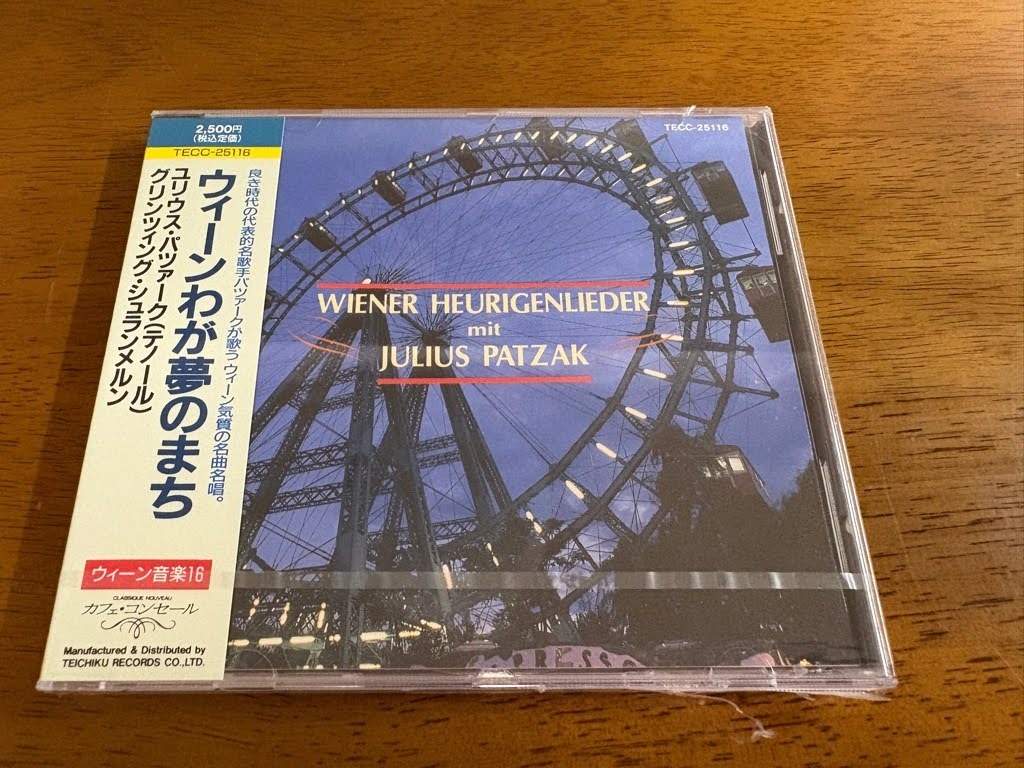 2,500円
(税込定価)
TECC-25116
良き時代の代表的名歌手パツァークが歌う、ウィーン気質の名曲名唱。
ウィーンわが夢のまち
ユリウス・パツァーク(テノール)
グリンツィング・シュランメルン
ウィーン音楽16
CLASSIQUE NOUVEAU
カフェ・コンセール
Manufactured & Distributed by
TEICHIKU RECORDS CO.,LTD.
TECC-25116
WIENER HEURIGENLIEDER
mit
JULIUS PATZAK